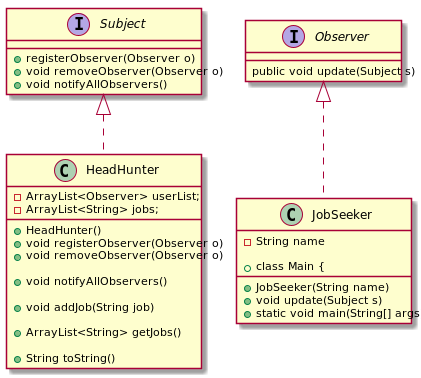 I Subject
registerObserver(Observer o)
void removeObserver(Observer o)
void notifyAllObservers()
I Observer
public void update(Subject s)
C HeadHunter
ArrayList<Observer> userList;
ArrayList<String> jobs;
HeadHunter()
void registerObserver(Observer o)
void removeObserver(Observer o)
void notifyAllObservers()
void addJob(String job)
ArrayList<String> getJobs()
String toString()
C JobSeeker
String name
class Main {
JobSeeker(String name)
void update(Subject s)
static void main(String[] args